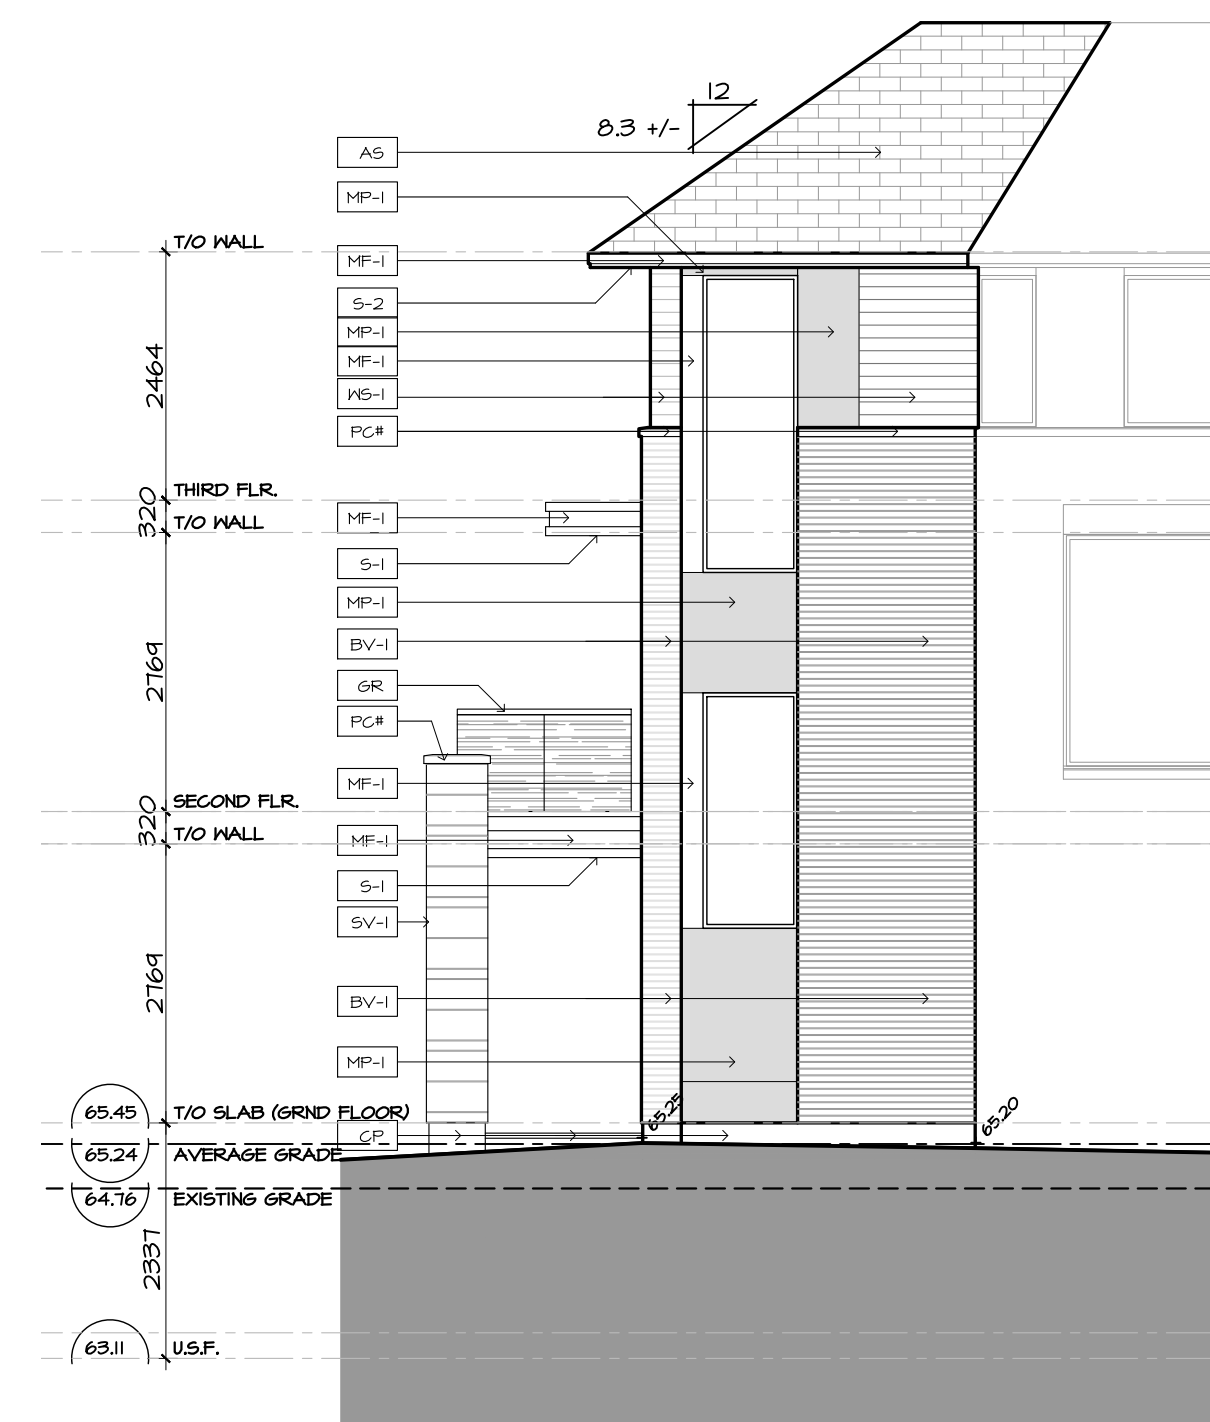 12
8.3 +/-
AS
MP-1
T/O WALL
MF-1
S-2
MP-1
MF-1
2464
WS-1
PC#
THIRD FLR.
320
MF-1
T/O WALL
S-1
MP-1
BV-1
2769
GR
PC#
MF-1
SECOND FLR.
320
T/O WALL
MF-1
S-1
SV-1
2769
BV-1
MP-1
65.45
T/O SLAB (GRND FLOOR)
65.25
65.20
CP
65.24
AVERAGE GRADE
64.76
EXISTING GRADE
2337
63.11
U.S.F.